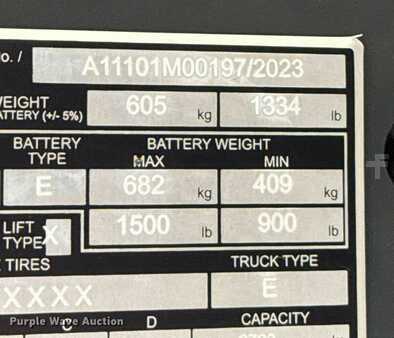 o. / A11101M00197/2023
WEIGHT 605 kg 1334 lb
BATTERY (+/- 5%)
BATTERY TYPE BATTERY WEIGHT
MAX MIN
E 682 kg 409 kg
LIFT TYPE X 1500 lb 900 lb
TIRES TRUCK TYPE
XXXX E
D CAPACITY
Purple Wave Auction